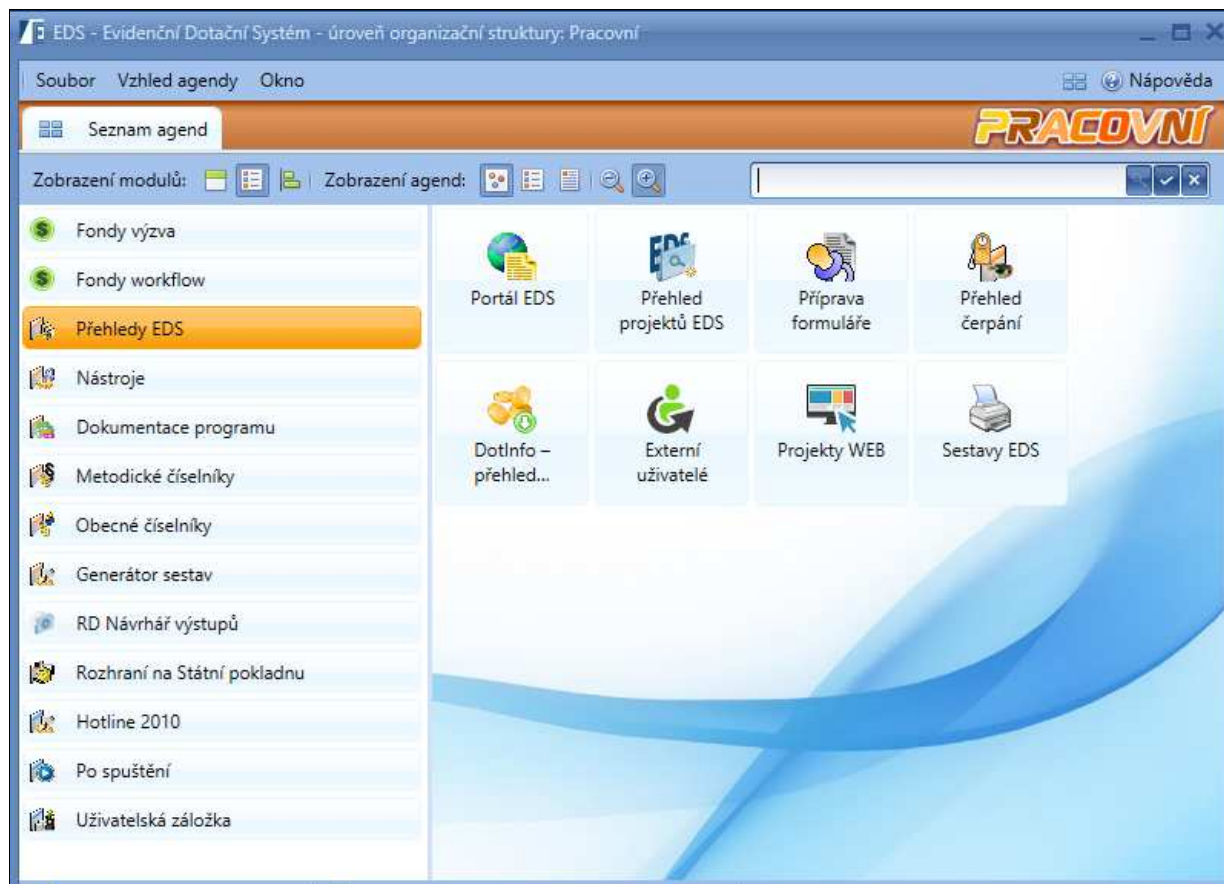 EDS - Evidenční Dotační Systém - úroveň organizační struktury: Pracovní
Soubor Vzhled agendy Okno Nápověda
Seznam agend PRACOVNÍ
Zobrazení modulů: Zobrazení agend:
Fondy výzva
Fondy workflow
Přehledy EDS
Nástroje
Dokumentace programu
Metodické číselníky
Obecné číselníky
Generátor sestav
RD Návrhář výstupů
Rozhraní na Státní pokladnu
Hotline 2010
Po spuštění
Uživatelská záložka
Portál EDS
Přehled
projektů EDS
Příprava
formuláře
Přehled
čerpání
DotInfo –
přehled...
Externí
uživatelé
Projekty WEB
Sestavy EDS